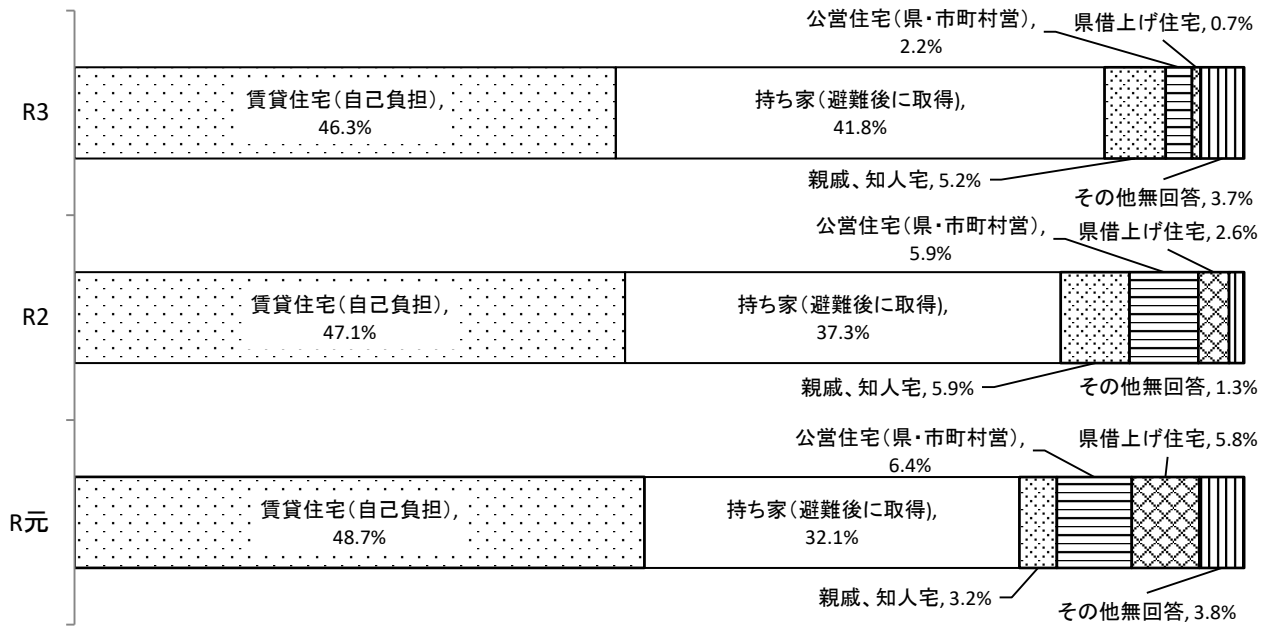 公営住宅（県・市町村営）,
2.2%
県借上げ住宅, 0.7%
R3
賃貸住宅（自己負担）,
46.3%
持ち家（避難後に取得）,
41.8%
親戚、知人宅, 5.2%
その他無回答, 3.7%
公営住宅（県・市町村営）,
5.9%
県借上げ住宅, 2.6%
R2
賃貸住宅（自己負担）,
47.1%
持ち家（避難後に取得）,
37.3%
親戚、知人宅, 5.9%
その他無回答, 1.3%
公営住宅（県・市町村営）,
6.4%
県借上げ住宅, 5.8%
R元
賃貸住宅（自己負担）,
48.7%
持ち家（避難後に取得）,
32.1%
親戚、知人宅, 3.2%
その他無回答, 3.8%